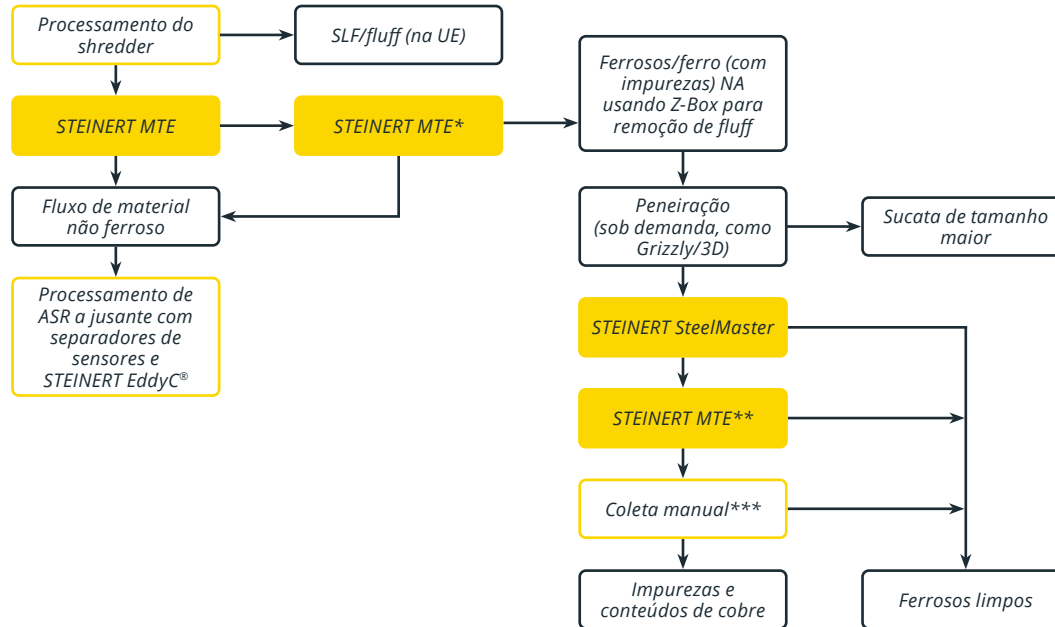 Processamento do
shredder
SLF/fluff (na UE)
Ferrosos/ferro (com
impurezas) NA
usando Z-Box para
remoção de fluff
STEINERT MTE
STEINERT MTE*
Fluxo de material
não ferroso
Peneiração
(sob demanda, como
Grizzly/3D)
Sucata de tamanho
maior
Processamento de
ASR a jusante com
separadores de
sensores e
STEINERT EddyC®
STEINERT SteelMaster
STEINERT MTE**
Coleta manual***
Impurezas e
conteúdos de cobre
Ferrosos limpos